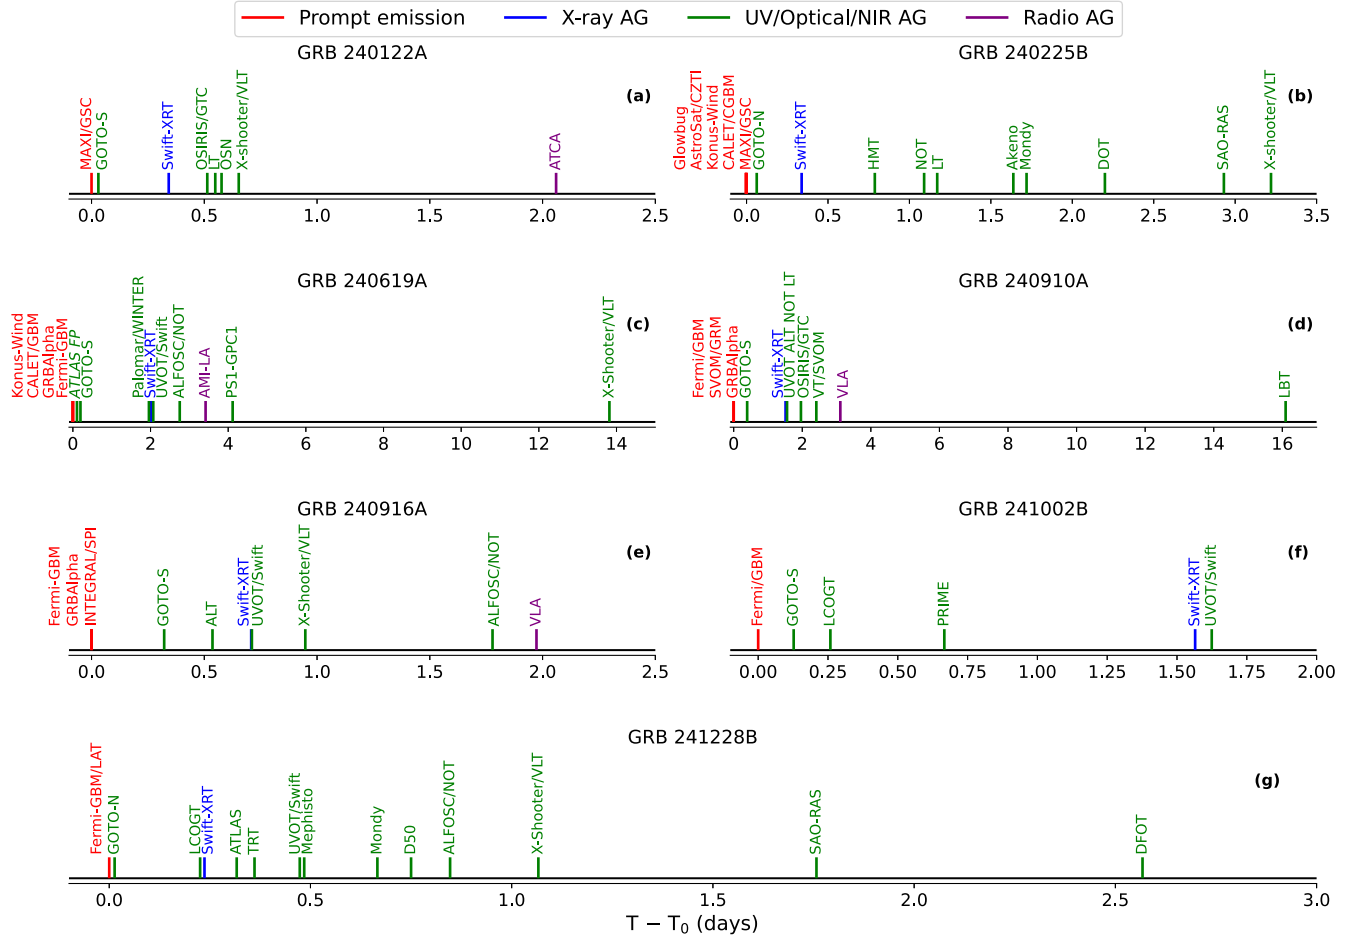 Prompt emission
X-ray AG
UV/Optical/NIR AG
Radio AG
GRB 240122A
(a)
MAXI/GSC
GOTO-S
Swift-XRT
OSIRIS/GTC
LT
OSN
X-shooter/VLT
ATCA
0.0 0.5 1.0 1.5 2.0 2.5
GRB 240225B
(b)
Glowbug
AstroSat/CZTI
Konus-Wind
CALET/CGBM
MAXI/GSC
GOTO-N
Swift-XRT
HMT
NOT
LT
Akeno
Mondy
DOT
SAO-RAS
X-shooter/VLT
0.0 0.5 1.0 1.5 2.0 2.5 3.0 3.5
GRB 240619A
(c)
Konus-Wind
CALET/GBM
GRBAlpha
Fermi-GBM
ATLAS FP
GOTO-S
Palomar/WINTER
Swift-XRT
UVOT/Swift
ALFOSC/NOT
AMI-LA
PS1-GPC1
X-Shooter/VLT
0 2 4 6 8 10 12 14
GRB 240910A
(d)
Fermi/GBM
SVOM/GRM
GRBAlpha
GOTO-S
Swift-XRT
UVOT ALT NOT LT
OSIRIS/GTC
VT/SVOM
VLA
LBT
0 2 4 6 8 10 12 14 16
GRB 240916A
(e)
Fermi-GBM
GRBAlpha
INTEGRAL/SPI
GOTO-S
ALT
Swift-XRT
UVOT/Swift
X-Shooter/VLT
ALFOSC/NOT
VLA
0.0 0.5 1.0 1.5 2.0 2.5
GRB 241002B
(f)
Fermi/GBM
GOTO-S
LCOGT
PRIME
Swift-XRT
UVOT/Swift
0.00 0.25 0.50 0.75 1.00 1.25 1.50 1.75 2.00
GRB 241228B
(g)
Fermi-GBM/LAT
GOTO-N
LCOGT
Swift-XRT
ATLAS
TRT
UVOT/Swift
Mephisto
Mondy
D50
ALFOSC/NOT
X-Shooter/VLT
SAO-RAS
DFOT
0.0 0.5 1.0 1.5 2.0 2.5 3.0
T − T₀ (days)